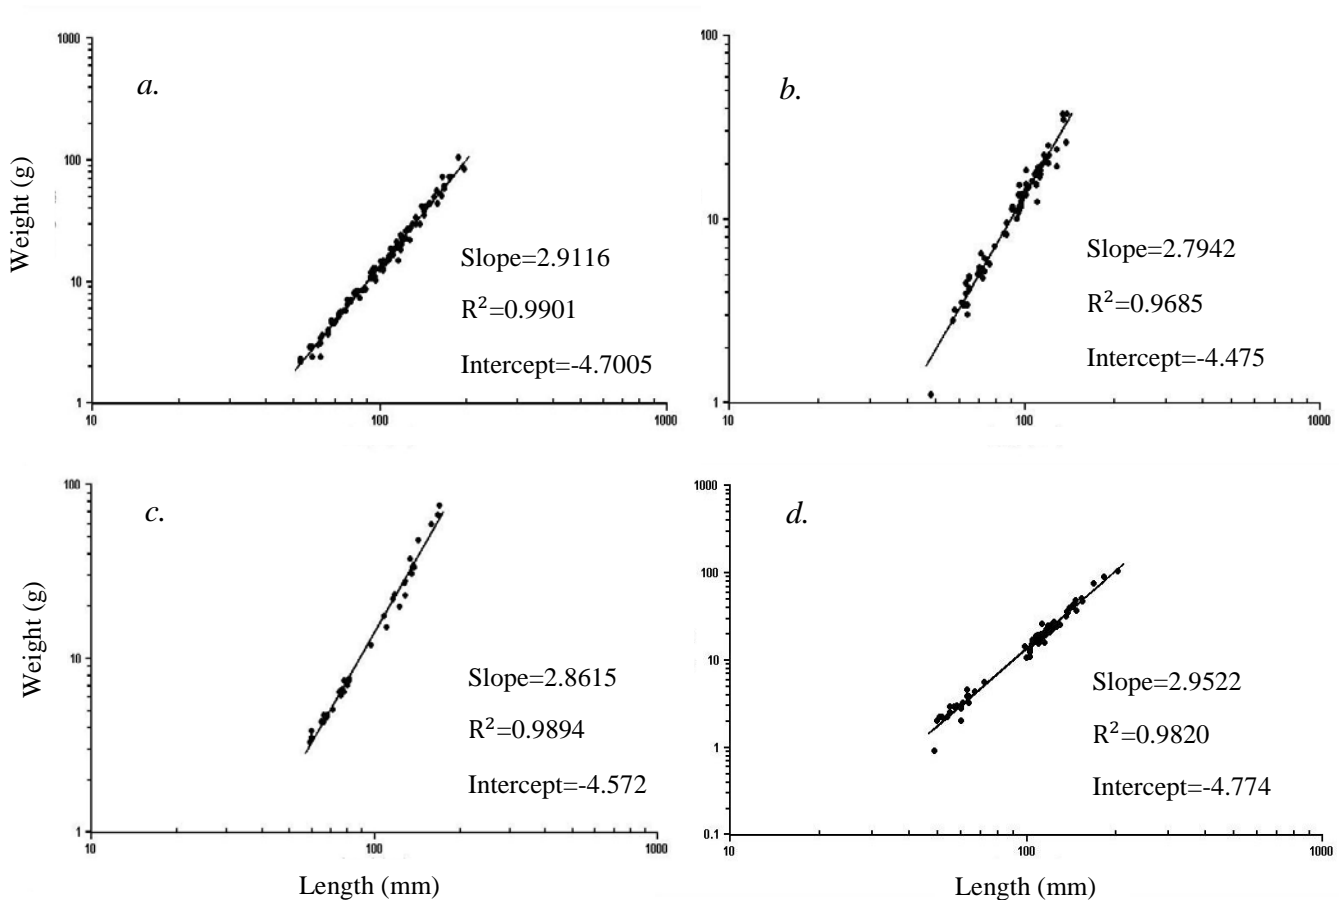 a.
1000
100
10
1
10
100
1000
Weight (g)
Slope=2.9116
R²=0.9901
Intercept=-4.7005
b.
100
10
1
10
100
1000
Slope=2.7942
R²=0.9685
Intercept=-4.475
c.
100
10
1
10
100
1000
Weight (g)
Length (mm)
Slope=2.8615
R²=0.9894
Intercept=-4.572
d.
1000
100
10
1
0.1
10
100
1000
Length (mm)
Slope=2.9522
R²=0.9820
Intercept=-4.774